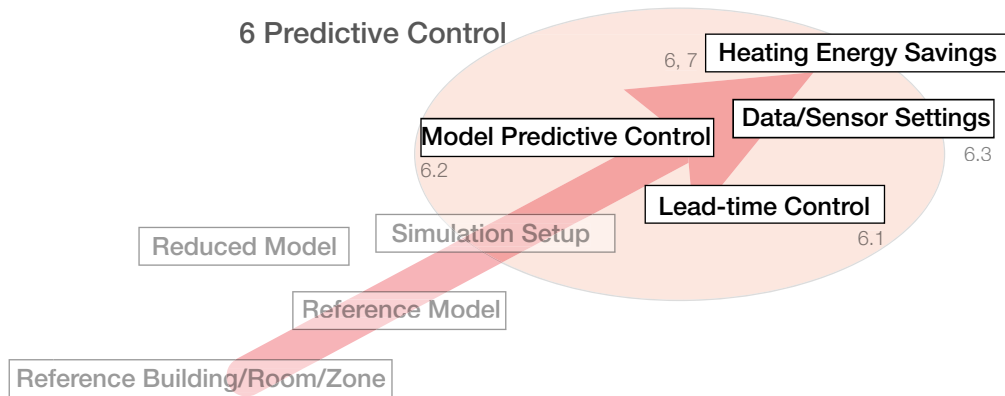 6 Predictive Control
Heating Energy Savings
6, 7
Data/Sensor Settings
Model Predictive Control
6.3
6.2
Lead-time Control
6.1
Simulation Setup
Reduced Model
Reference Model
Reference Building/Room/Zone